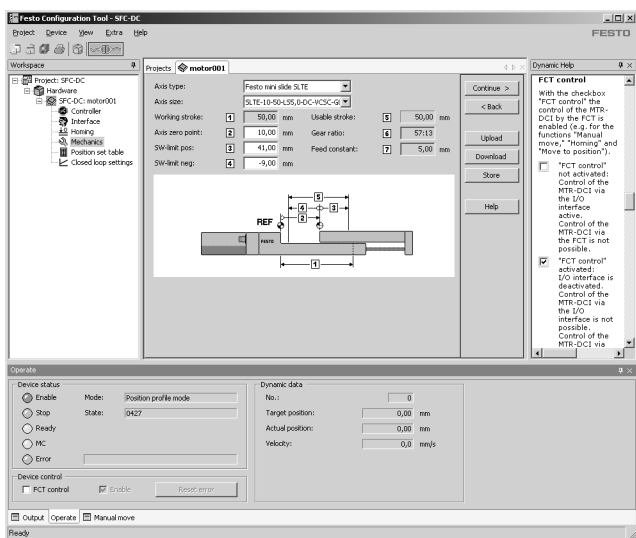 Festo Configuration Tool - SFC-DC
Project Device View Extra Help
FESTO
Workspace
Project: SFC-DC
Hardware
SFC-DC: motor001
Controller
Interface
Homing
Mechanics
Position set table
Closed loop settings
Projects motor001
Axis type: Festo mini slide SLTE
Axis size: SLTE-10-50-LS5,0-DC-VCSC-G
Working stroke: 1 50,00 mm Usable stroke: 5 50,00 mm
Axis zero point: 2 10,00 mm Gear ratio: 6 57:13
SW-limit pos: 3 41,00 mm Feed constant: 7 5,00 mm
SW-limit neg: 4 -9,00 mm
5
4 3
REF 2
FESTO
1
Continue >
< Back
Upload
Download
Store
Help
Dynamic Help
FCT control
With the checkbox
"FCT control" the
control of the MTR-
DCI by the FCT is
enabled (e.g. for the
functions "Manual
move," "Homing" and
"Move to position").
"FCT control"
not activated:
Control of the
MTR-DCI via
the I/O
interface
active.
Control of the
MTR-DCI via
the FCT is not
possible.
"FCT control"
activated:
I/O interface is
deactivated.
Control of the
MTR-DCI via
the I/O
interface is not
possible.
Control of the
MTR-DCI via
Operate
Device status
Enable Mode: Position profile mode
Stop State: 0427
Ready
MC
Error
Device control
FCT control Enable Reset error
Dynamic data
No.: 0
Target position: 0,00 mm
Actual position: 0,00 mm
Velocity: 0,0 mm/s
Output Operate Manual move
Ready